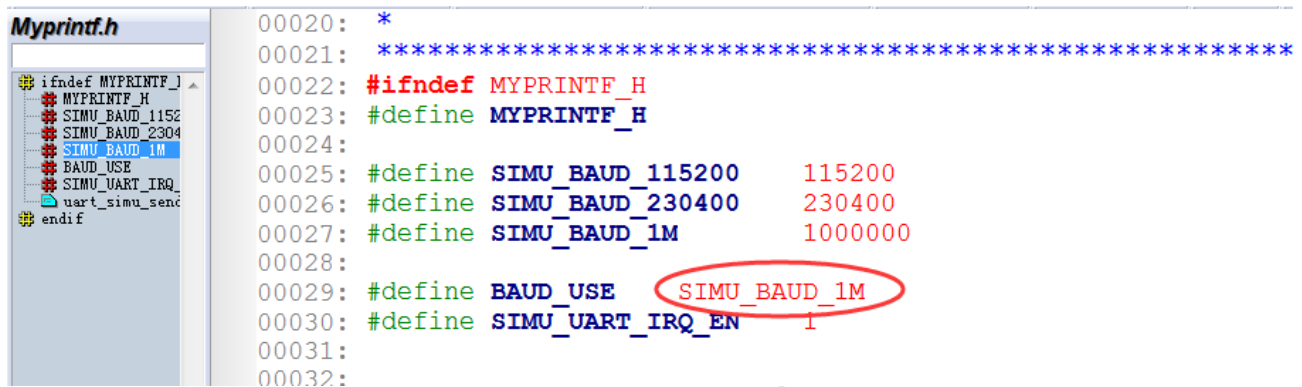 Myprintf.h
ifndef MYPRINTF_
MYPRINTF_H
SIMU_BAUD_1152
SIMU_BAUD_2304
SIMU_BAUD_1M
BAUD_USE
SIMU_UART_IRQ_
uart_simu_send
endif
00020: *
00021: ******************************************************
00022: #ifndef MYPRINTF_H
00023: #define MYPRINTF_H
00024:
00025: #define SIMU_BAUD_115200 115200
00026: #define SIMU_BAUD_230400 230400
00027: #define SIMU_BAUD_1M 1000000
00028:
00029: #define BAUD_USE SIMU_BAUD_1M
00030: #define SIMU_UART_IRQ_EN 1
00031:
00032: